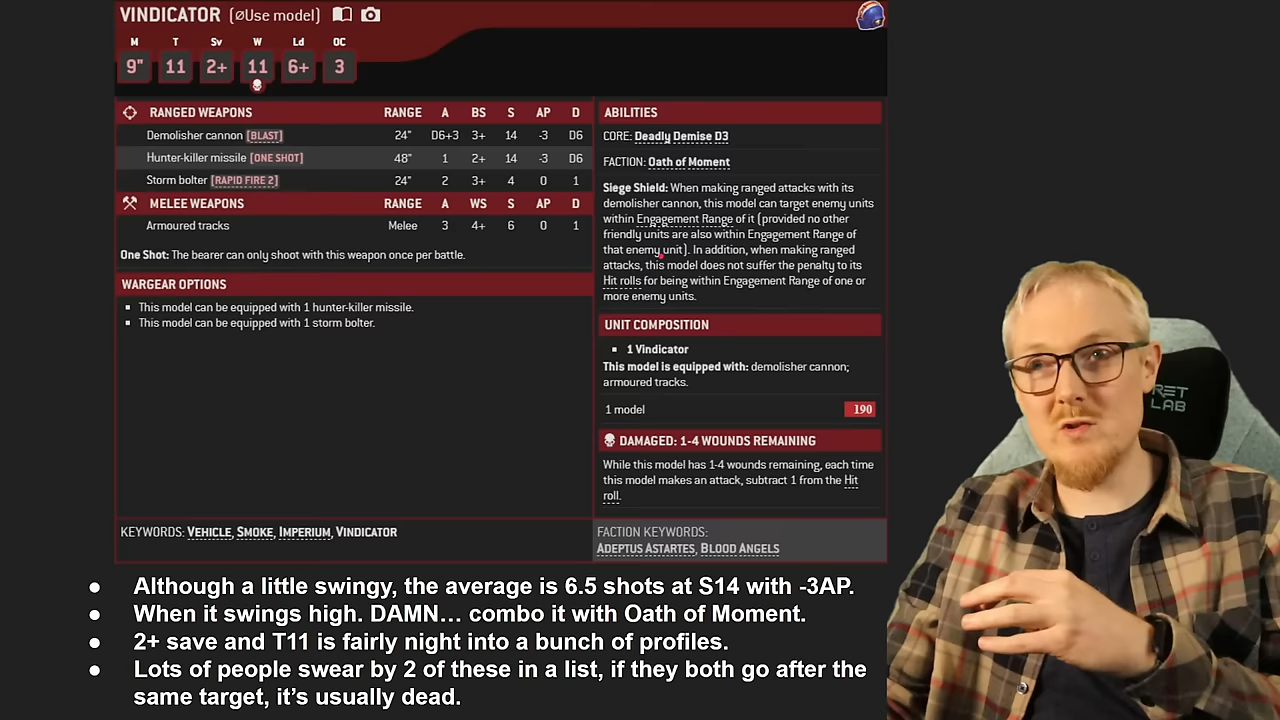 VINDICATOR (⌀Use model)
M T Sv W Ld OC
9" 11 2+ 11 6+ 3
RANGED WEAPONS RANGE A BS S AP D
Demolisher cannon [BLAST] 24" D6+3 3+ 14 -3 D6
Hunter-killer missile [ONE SHOT] 48" 1 2+ 14 -3 D6
Storm bolter [RAPID FIRE 2] 24" 2 3+ 4 0 1
MELEE WEAPONS RANGE A WS S AP D
Armoured tracks Melee 3 4+ 6 0 1
One Shot: The bearer can only shoot with this weapon once per battle.
WARGEAR OPTIONS
This model can be equipped with 1 hunter-killer missile.
This model can be equipped with 1 storm bolter.
ABILITIES
CORE: Deadly Demise D3
FACTION: Oath of Moment
Siege Shield: When making ranged attacks with its
demolisher cannon, this model can target enemy units
within Engagement Range of it (provided no other
friendly units are also within Engagement Range of
that enemy unit). In addition, when making ranged
attacks, this model does not suffer the penalty to its
Hit rolls for being within Engagement Range of one or
more enemy units.
UNIT COMPOSITION
1 Vindicator
This model is equipped with: demolisher cannon;
armoured tracks.
1 model 190
DAMAGED: 1-4 WOUNDS REMAINING
While this model has 1-4 wounds remaining, each time
this model makes an attack, subtract 1 from the Hit
roll.
KEYWORDS: VEHICLE, SMOKE, IMPERIUM, VINDICATOR
FACTION KEYWORDS:
ADEPTUS ASTARTES, BLOOD ANGELS
● Although a little swingy, the average is 6.5 shots at S14 with -3AP.
● When it swings high. DAMN… combo it with Oath of Moment.
● 2+ save and T11 is fairly night into a bunch of profiles.
● Lots of people swear by 2 of these in a list, if they both go after the
same target, it's usually dead.
RET
LAB